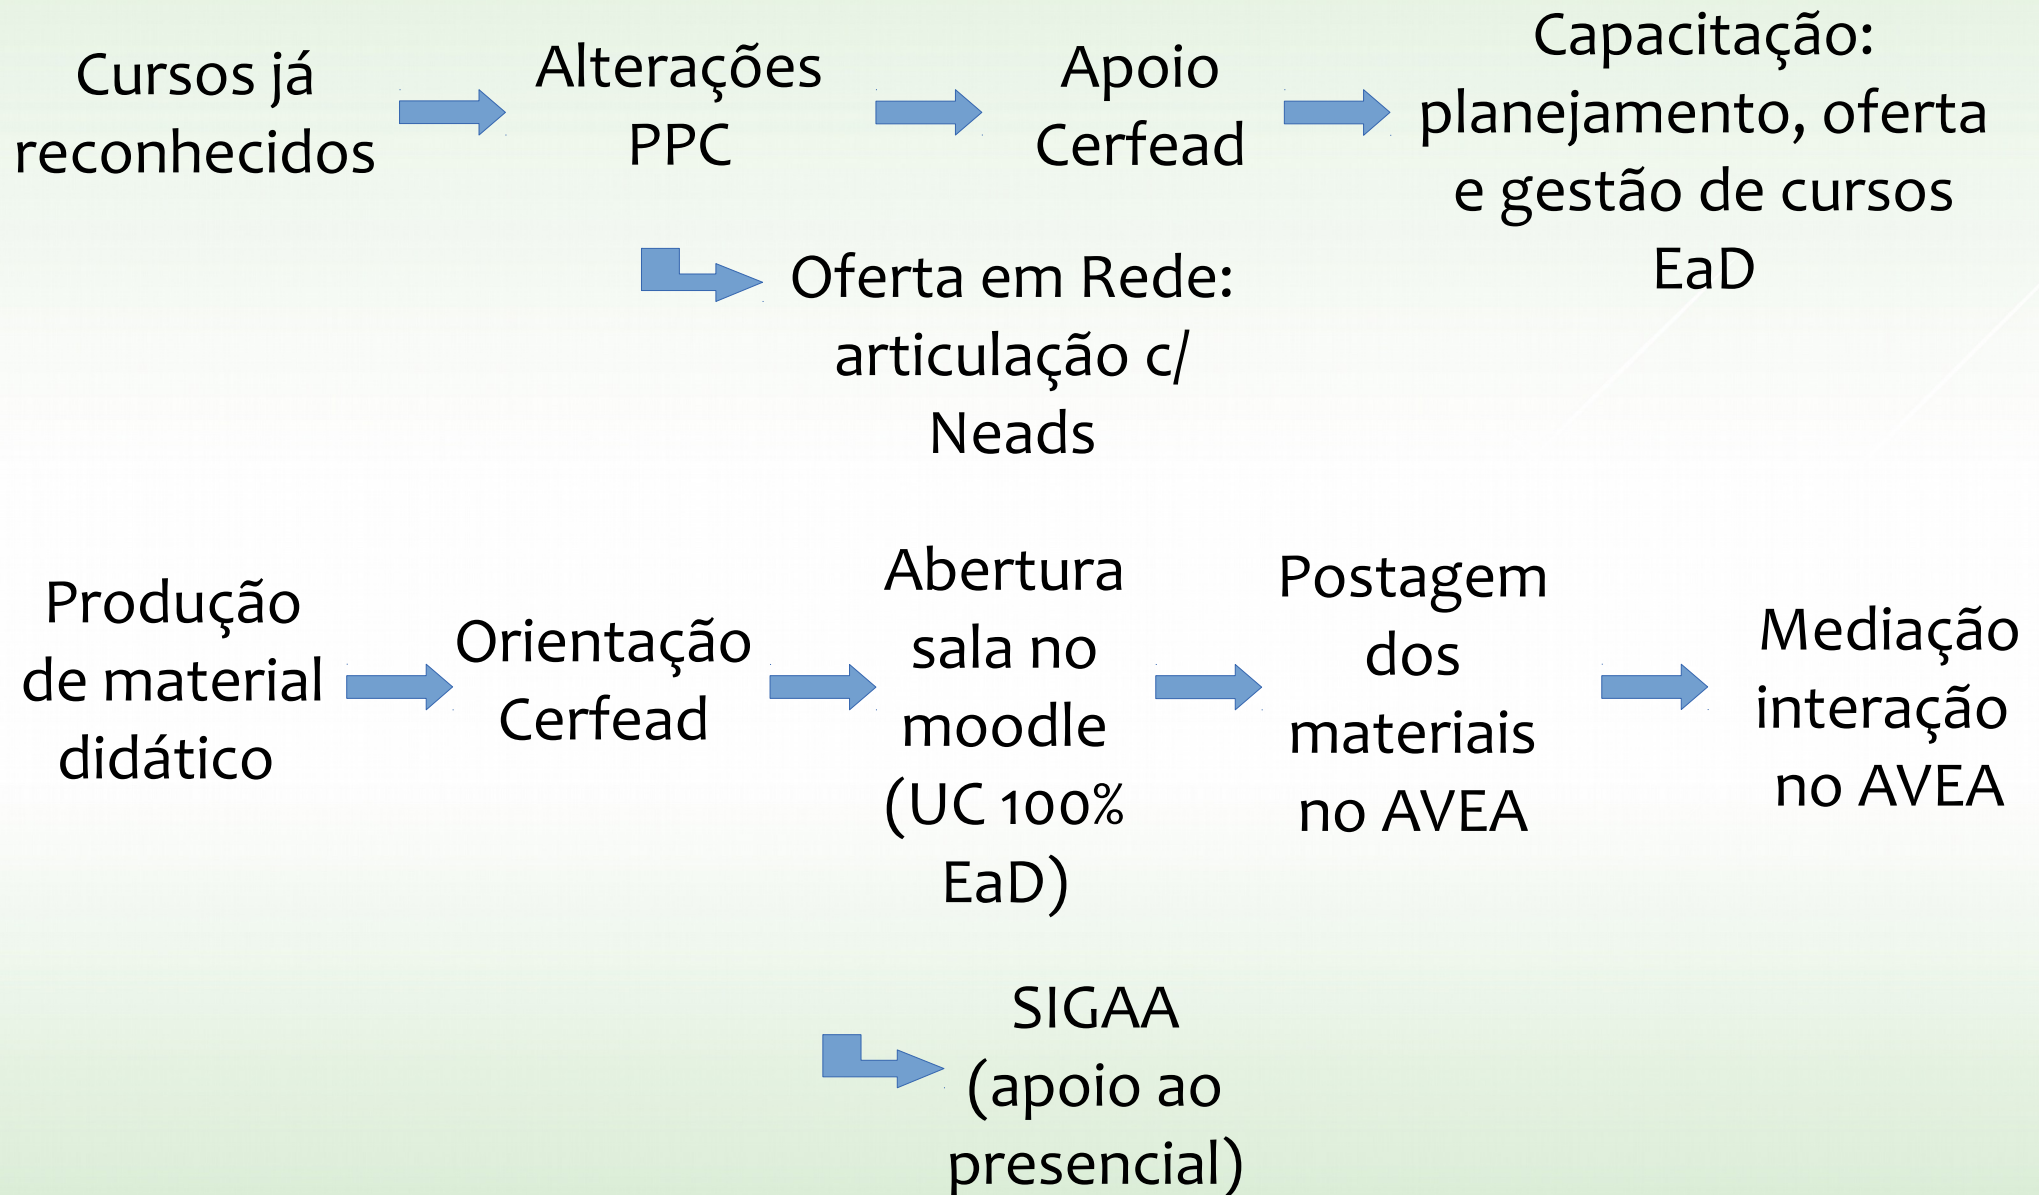 Cursos já
reconhecidos
Alterações
PPC
Apoio
Cerfead
Capacitação:
planejamento, oferta
e gestão de cursos
EaD
Oferta em Rede:
articulação c/
Neads
Produção
de material
didático
Orientação
Cerfead
Abertura
sala no
moodle
(UC 100%
EaD)
Postagem
dos
materiais
no AVEA
Mediação
interação
no AVEA
SIGAA
(apoio ao
presencial)